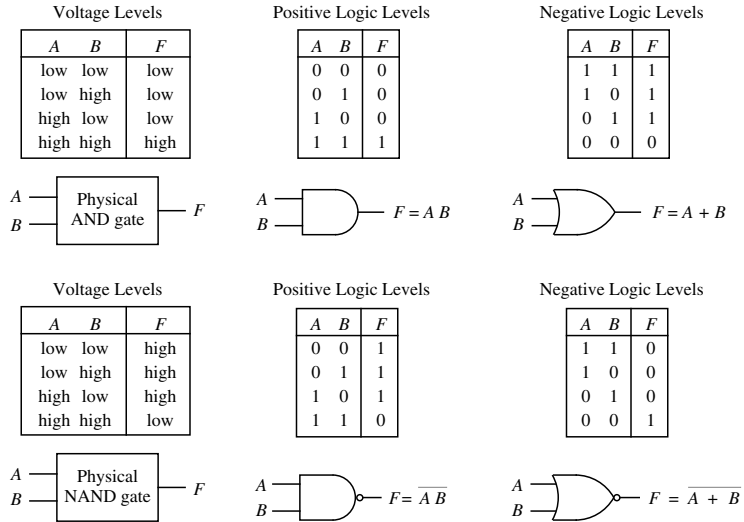 Voltage Levels Positive Logic Levels Negative Logic Levels
A B F A B F A B F
low low low 0 0 0 1 1 1
low high low 0 1 0 1 0 1
high low low 1 0 0 0 1 1
high high high 1 1 1 0 0 0
A Physical AND gate B F
A B F = A B
A B F = A + B
Voltage Levels Positive Logic Levels Negative Logic Levels
A B F A B F A B F
low low high 0 0 1 1 1 0
low high high 0 1 1 1 0 0
high low high 1 0 1 0 1 0
high high low 1 1 0 0 0 1
A Physical NAND gate B F
A B F = \overline{A B}
A B F = \overline{A + B}